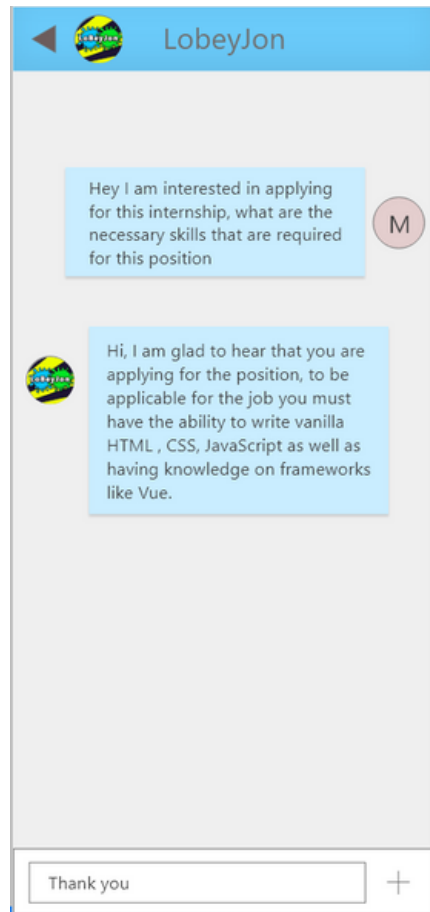 LobeyJon
Hey I am interested in applying
for this internship, what are the
necessary skills that are required
for this position
M
Hi, I am glad to hear that you are
applying for the position, to be
applicable for the job you must
have the ability to write vanilla
HTML , CSS, JavaScript as well as
having knowledge on frameworks
like Vue.
LobeyJon
Thank you